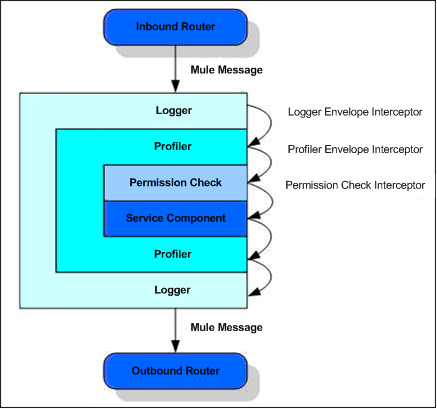 Inbound Router
Mule Message
Logger
Logger Envelope Interceptor
Profiler
Profiler Envelope Interceptor
Permission Check
Permission Check Interceptor
Service Component
Profiler
Logger
Mule Message
Outbound Router